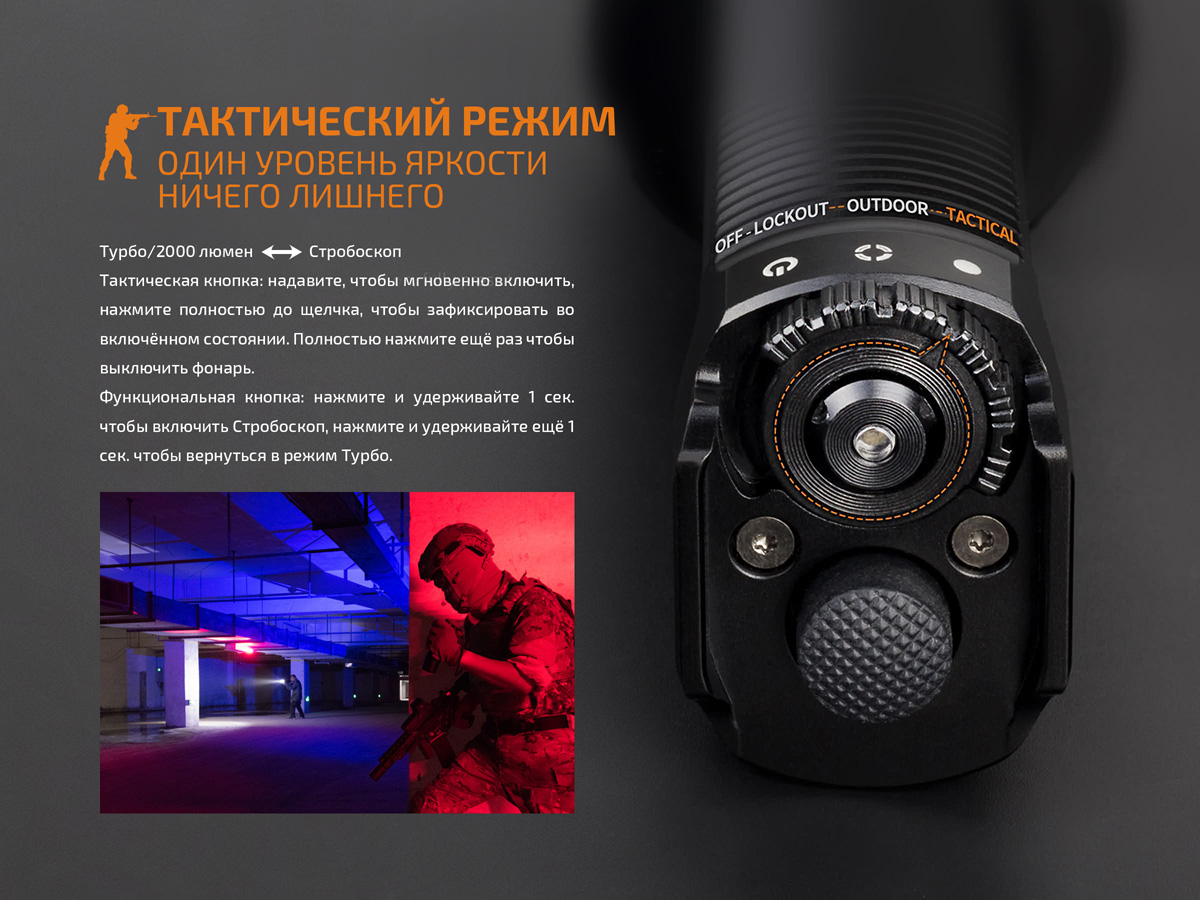 ТАКТИЧЕСКИЙ РЕЖИМ
ОДИН УРОВЕНЬ ЯРКОСТИ
НИЧЕГО ЛИШНЕГО
Турбо/2000 люмен Стробоскоп
Тактическая кнопка: надавите, чтобы мгновенно включить,
нажмите полностью до щелчка, чтобы зафиксировать во
включённом состоянии. Полностью нажмите ещё раз чтобы
выключить фонарь.
Функциональная кнопка: нажмите и удерживайте 1 сек.
чтобы включить Стробоскоп, нажмите и удерживайте ещё 1
сек. чтобы вернуться в режим Турбо.
OFF - LOCKOUT -- OUTDOOR -- TACTICAL